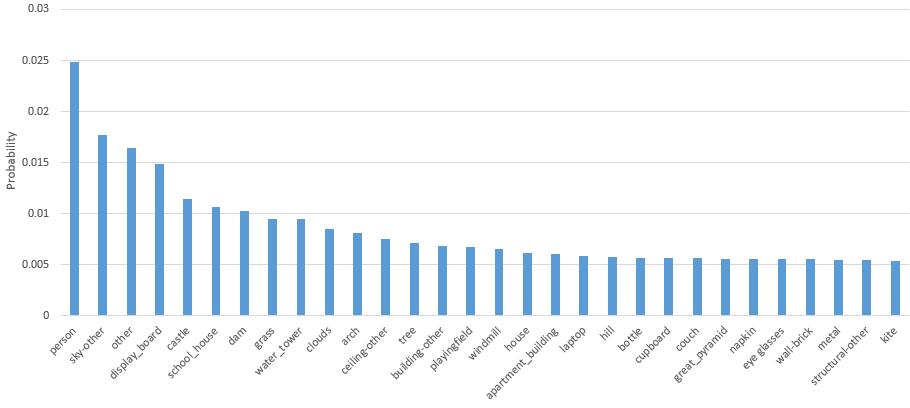 0.03
0.025
0.02
0.015
0.01
0.005
0
Probability
person
sky-other
other
display_board
castle
school_house
dam
grass
water_tower
clouds
arch
ceiling-other
tree
building-other
playingfield
windmill
house
apartment_building
laptop
hill
bottle
cupboard
couch
great_pyramid
napkin
eye glasses
wall-brick
metal
structural-other
kite